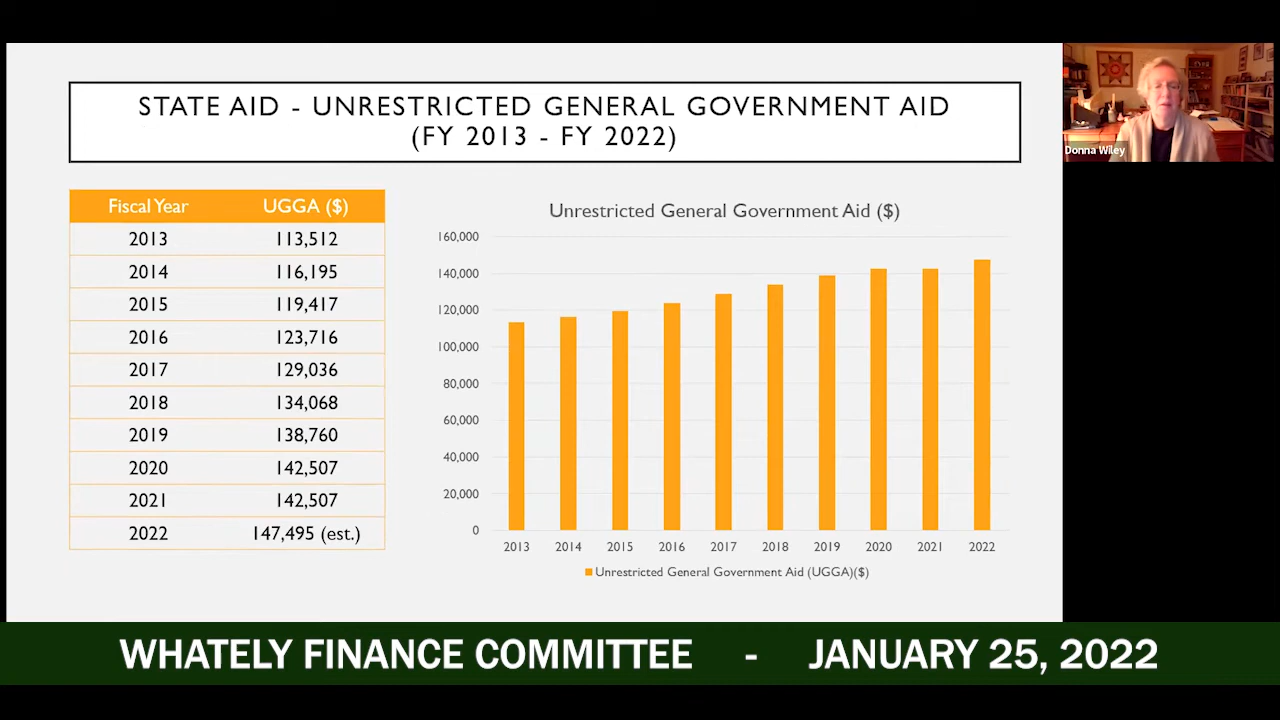 STATE AID - UNRESTRICTED GENERAL GOVERNMENT AID
(FY 2013 - FY 2022)
Fiscal Year UGGA ($)
2013 113,512
2014 116,195
2015 119,417
2016 123,716
2017 129,036
2018 134,068
2019 138,760
2020 142,507
2021 142,507
2022 147,495 (est.)
Unrestricted General Government Aid ($)
160,000
140,000
120,000
100,000
80,000
60,000
40,000
20,000
0
2013 2014 2015 2016 2017 2018 2019 2020 2021 2022
Unrestricted General Government Aid (UGGA)($)
Donna Wiley
WHATELY FINANCE COMMITTEE - JANUARY 25, 2022